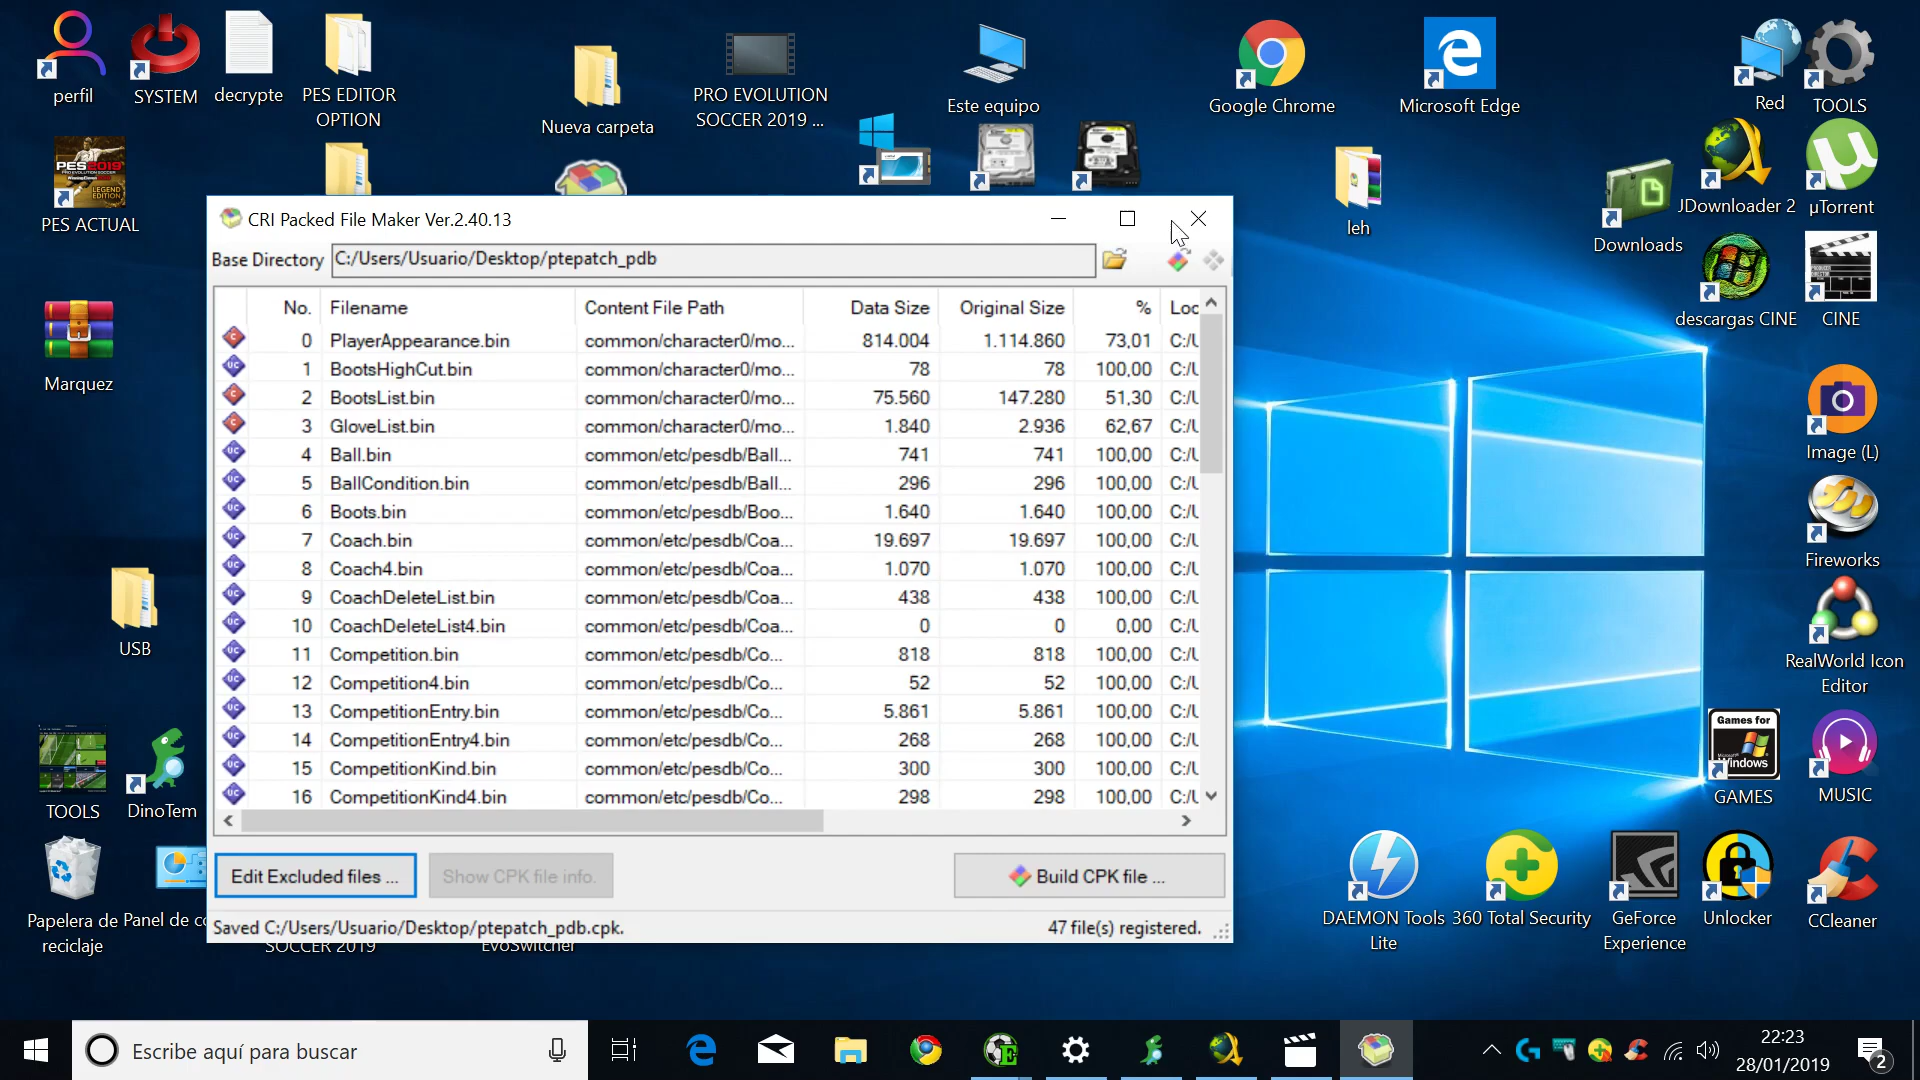 perfil
SYSTEM
decrypte
PES EDITOR
OPTION
Nueva carpeta
PRO EVOLUTION
SOCCER 2019 ...
Este equipo
Google Chrome
Microsoft Edge
Red
TOOLS
PES2019
LEGEND
EDITION
PES ACTUAL
leh
Downloads
JDownloader 2
µTorrent
descargas CINE
CINE
Marquez
Image (L)
Fireworks
RealWorld Icon
Editor
USB
Games for
Windows
GAMES
MUSIC
TOOLS
DinoTem
DAEMON Tools
Lite
360 Total Security
GeForce
Experience
Unlocker
CCleaner
Papelera de
reciclaje
Panel de co
SOCCER 2019
EvoSwitcher
CRI Packed File Maker Ver.2.40.13
Base Directory C:/Users/Usuario/Desktop/ptepatch_pdb
No. Filename Content File Path Data Size Original Size % Loc
0 PlayerAppearance.bin common/character0/mo... 814.004 1.114.860 73,01 C:/U
1 BootsHighCut.bin common/character0/mo... 78 78 100,00 C:/U
2 BootsList.bin common/character0/mo... 75.560 147.280 51,30 C:/U
3 GloveList.bin common/character0/mo... 1.840 2.936 62,67 C:/U
4 Ball.bin common/etc/pesdb/Ball... 741 741 100,00 C:/U
5 BallCondition.bin common/etc/pesdb/Ball... 296 296 100,00 C:/U
6 Boots.bin common/etc/pesdb/Boo... 1.640 1.640 100,00 C:/U
7 Coach.bin common/etc/pesdb/Coa... 19.697 19.697 100,00 C:/U
8 Coach4.bin common/etc/pesdb/Coa... 1.070 1.070 100,00 C:/U
9 CoachDeleteList.bin common/etc/pesdb/Coa... 438 438 100,00 C:/U
10 CoachDeleteList4.bin common/etc/pesdb/Coa... 0 0 0,00 C:/U
11 Competition.bin common/etc/pesdb/Co... 818 818 100,00 C:/U
12 Competition4.bin common/etc/pesdb/Co... 52 52 100,00 C:/U
13 CompetitionEntry.bin common/etc/pesdb/Co... 5.861 5.861 100,00 C:/U
14 CompetitionEntry4.bin common/etc/pesdb/Co... 268 268 100,00 C:/U
15 CompetitionKind.bin common/etc/pesdb/Co... 300 300 100,00 C:/U
16 CompetitionKind4.bin common/etc/pesdb/Co... 298 298 100,00 C:/U
Edit Excluded files ... Show CPK file info. Build CPK file ...
Saved C:/Users/Usuario/Desktop/ptepatch_pdb.cpk. 47 file(s) registered.
Escribe aquí para buscar
22:23
28/01/2019
2